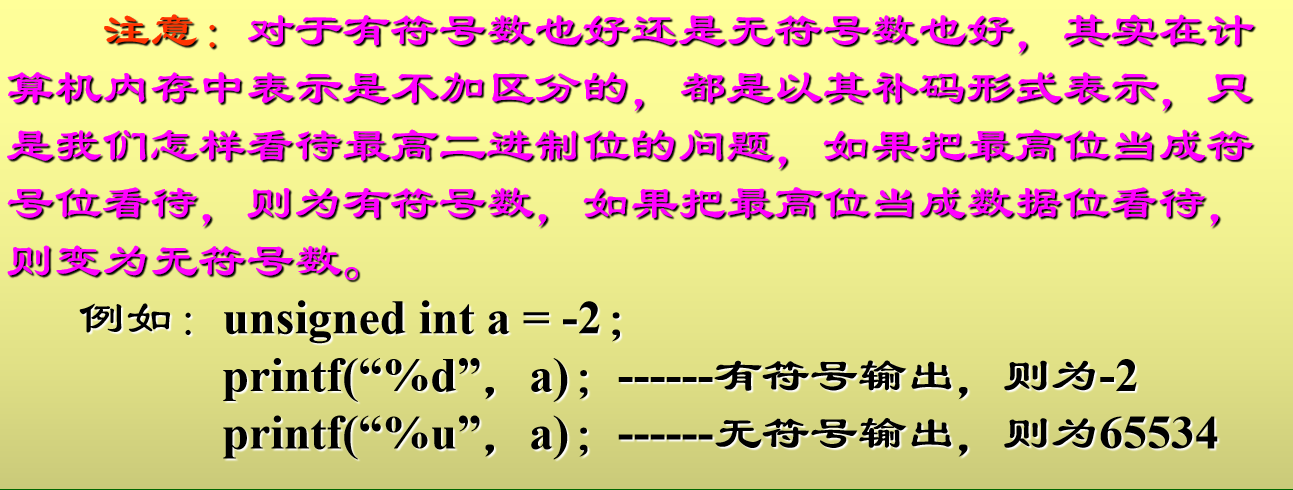 注意：对于有符号数也好还是无符号数也好，其实在计
算机内存中表示是不加区分的，都是以其补码形式表示，只
是我们怎样看待最高二进制位的问题，如果把最高位当成符
号位看待，则为有符号数，如果把最高位当成数据位看待，
则变为无符号数。
例如：unsigned int a = -2；
printf(“%d”，a)；------有符号输出，则为-2
printf(“%u”，a)；------无符号输出，则为65534